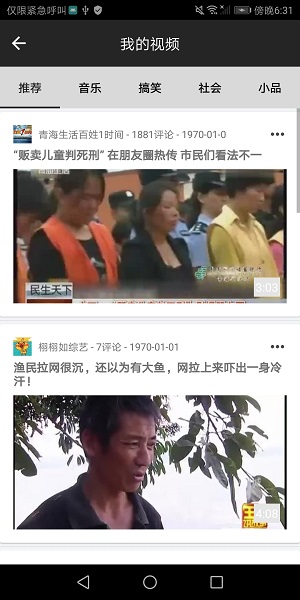 仅限紧急呼叫
傍晚6:31
我的视频
推荐
音乐
搞笑
社会
小品
青海生活百姓1时间 - 1881评论 - 1970-01-0
“贩卖儿童判死刑” 在朋友圈热传 市民们看法不一
民生天下
3:03
栩栩如综艺 - 7评论 - 1970-01-01
渔民拉网很沉，还以为有大鱼，网拉上来吓出一身冷
汗！
4:08